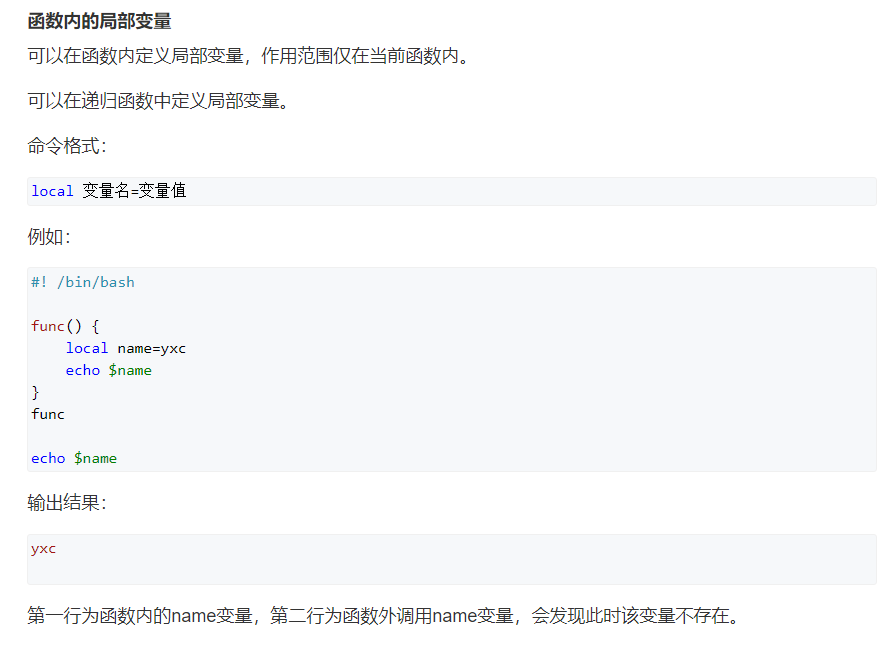 函数内的局部变量
可以在函数内定义局部变量，作用范围仅在当前函数内。
可以在递归函数中定义局部变量。
命令格式：
local 变量名=变量值
例如：
#! /bin/bash
func() {
    local name=yxc
    echo $name
}
func
echo $name
输出结果：
yxc
第一行为函数内的name变量，第二行为函数外调用name变量，会发现此时该变量不存在。